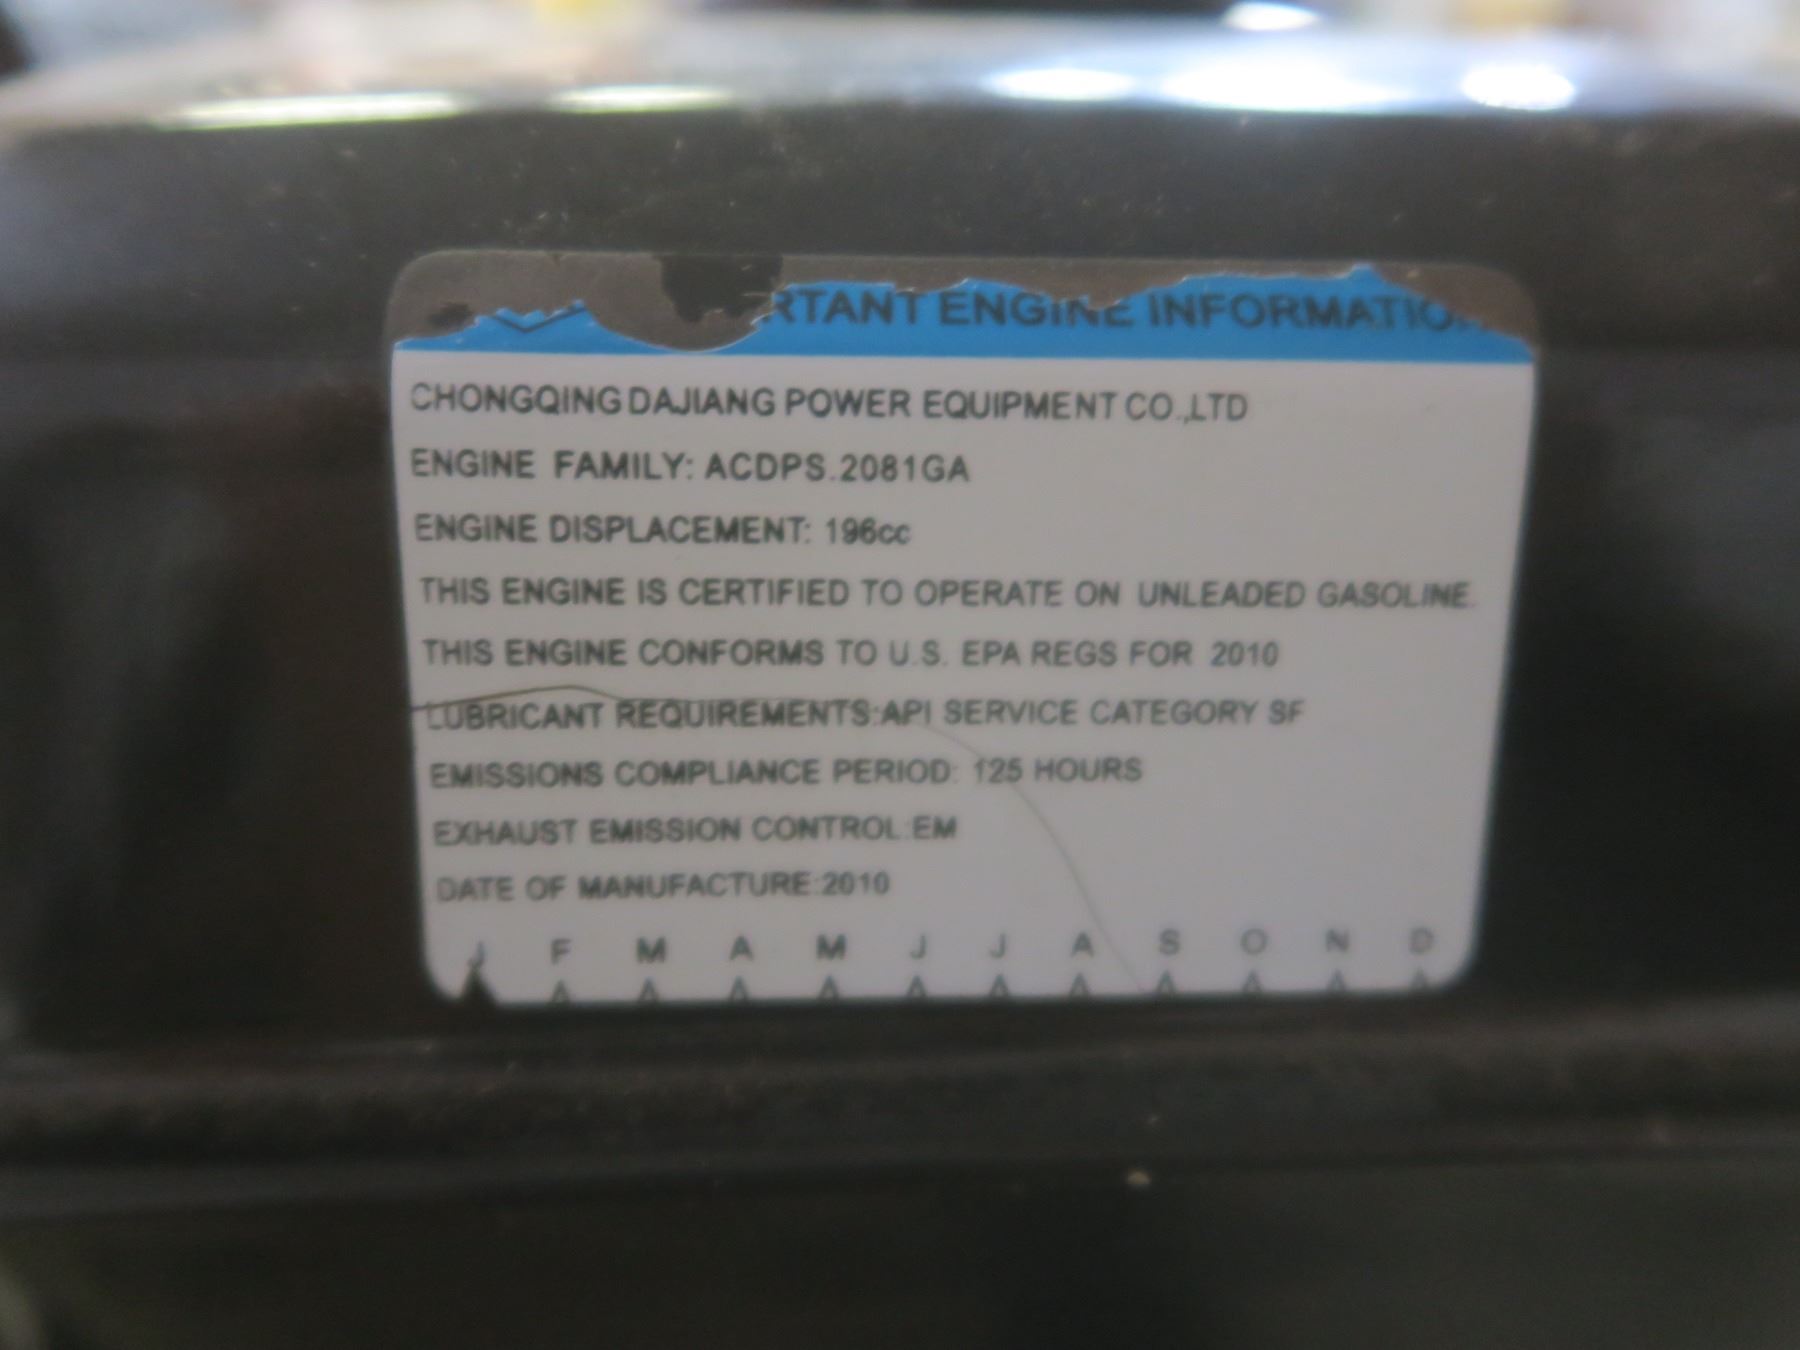 RTANT ENGINE INFORMATIO
CHONGQING DAJIANG POWER EQUIPMENT CO.,LTD
ENGINE FAMILY: ACDPS.2081GA
ENGINE DISPLACEMENT: 196cc
THIS ENGINE IS CERTIFIED TO OPERATE ON UNLEADED GASOLINE.
THIS ENGINE CONFORMS TO U.S. EPA REGS FOR 2010
LUBRICANT REQUIREMENTS:API SERVICE CATEGORY SF
EMISSIONS COMPLIANCE PERIOD: 125 HOURS
EXHAUST EMISSION CONTROL:EM
DATE OF MANUFACTURE:2010
J F M A M J J A S O N D